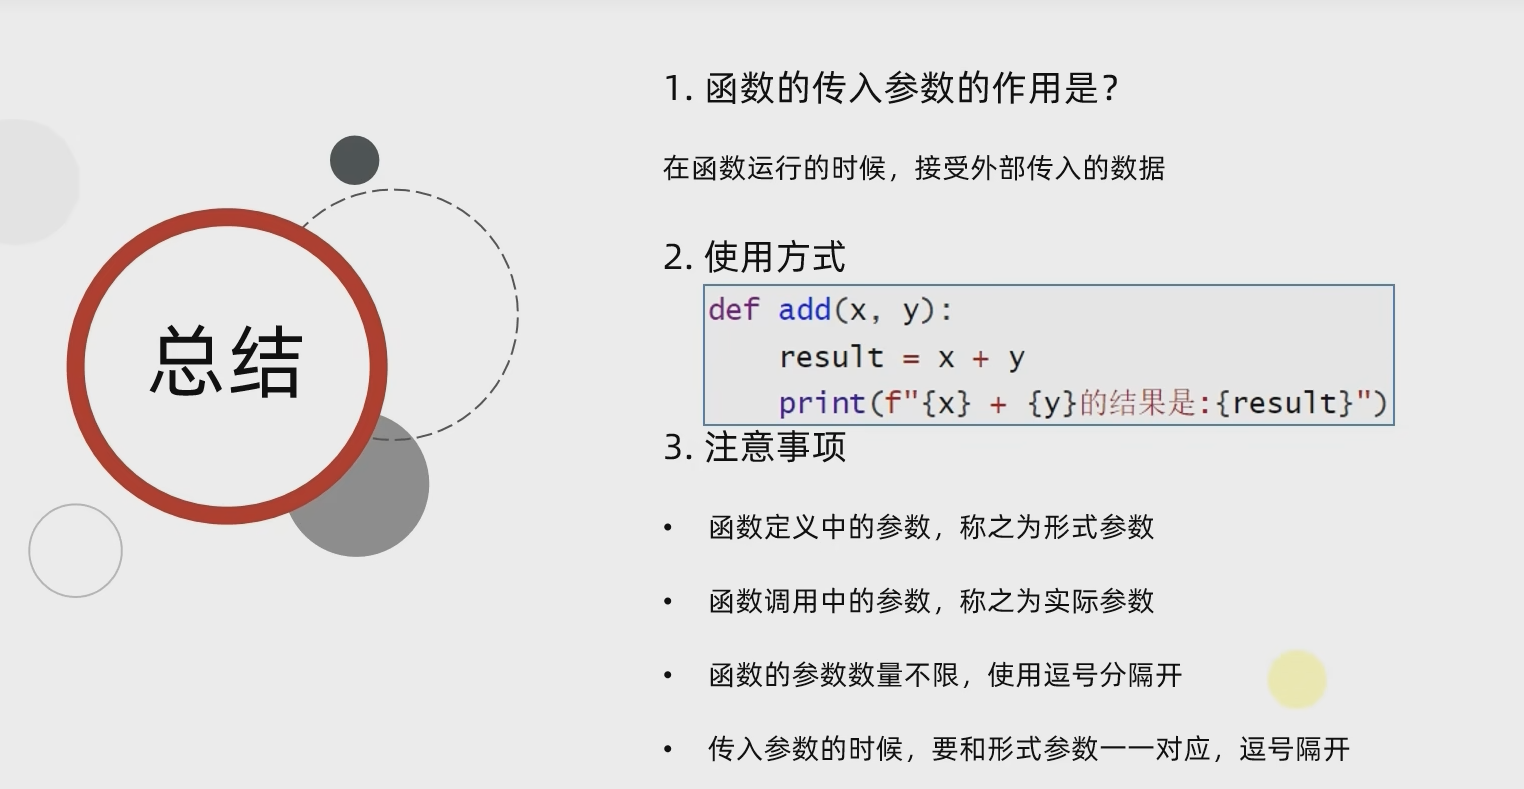 总结
1. 函数的传入参数的作用是？
在函数运行的时候，接受外部传入的数据
2. 使用方式
def add(x, y):
    result = x + y
    print(f"{x} + {y}的结果是:{result}")
3. 注意事项
• 函数定义中的参数，称之为形式参数
• 函数调用中的参数，称之为实际参数
• 函数的参数数量不限，使用逗号分隔开
• 传入参数的时候，要和形式参数一一对应，逗号隔开